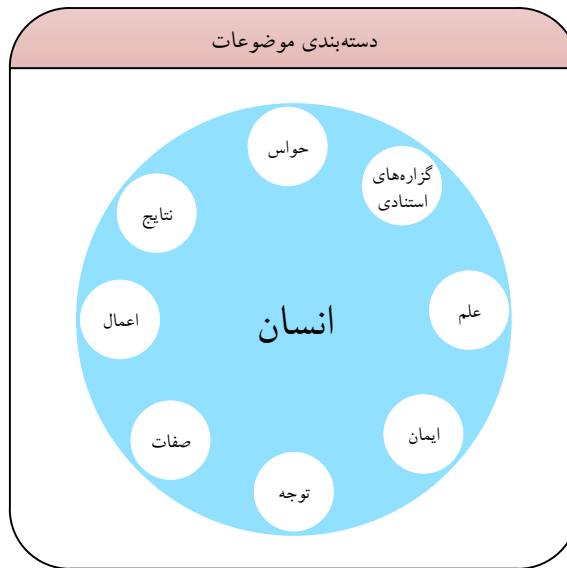 دسته‌بندی موضوعات
حواس
گزاره‌های
استنادی
نتایج
علم
انسان
اعمال
ایمان
صفات
توجه